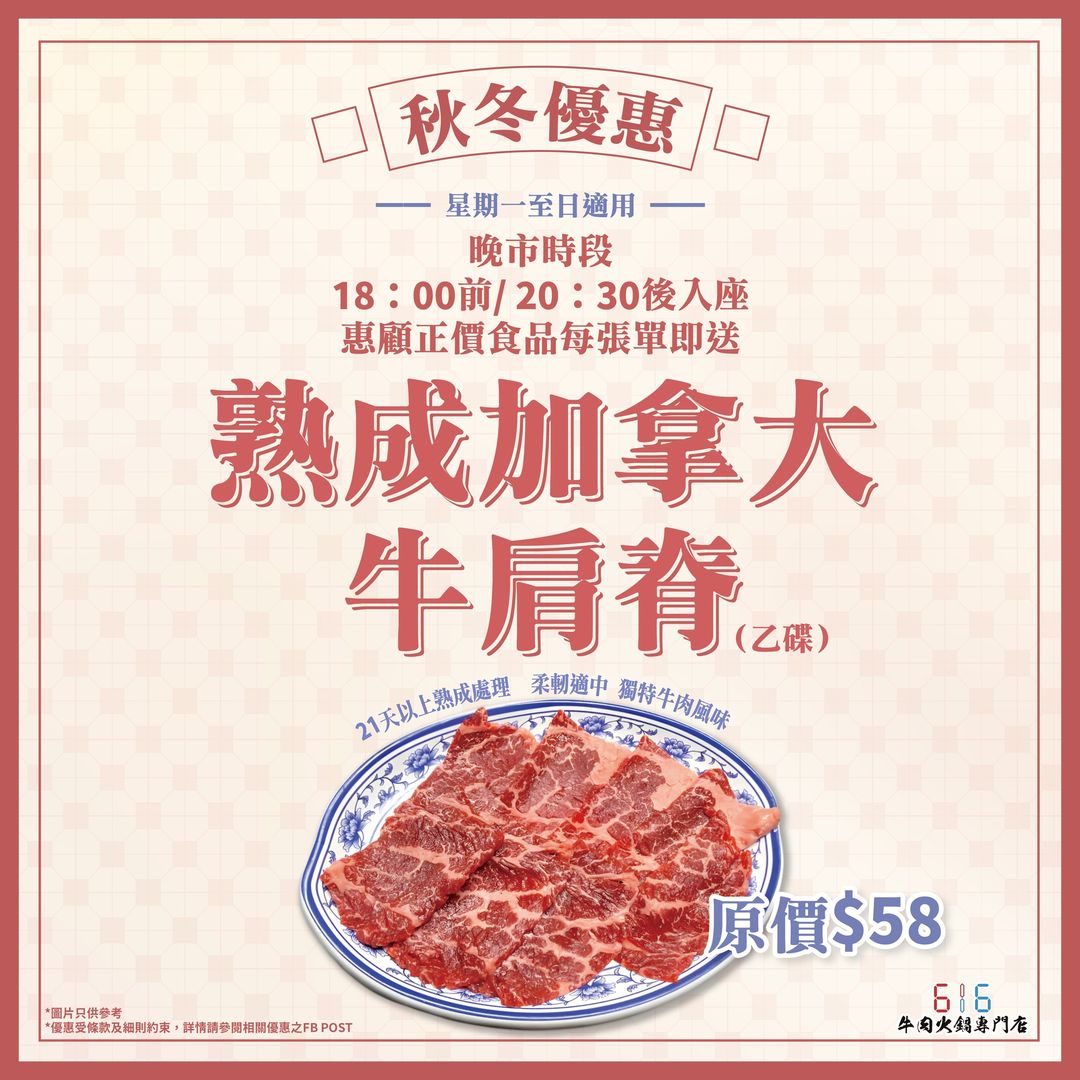 秋冬優惠
星期一至日適用
晚市時段
18：00前/ 20：30後入座
惠顧正價食品每張單即送
熟成加拿大
牛肩脊(乙碟)
21天以上熟成處理 柔韌適中 獨特牛肉風味
原價$58
*圖片只供參考
*優惠受條款及細則約束，詳情請參閱相關優惠之FB POST
616
牛肉火鍋專門店